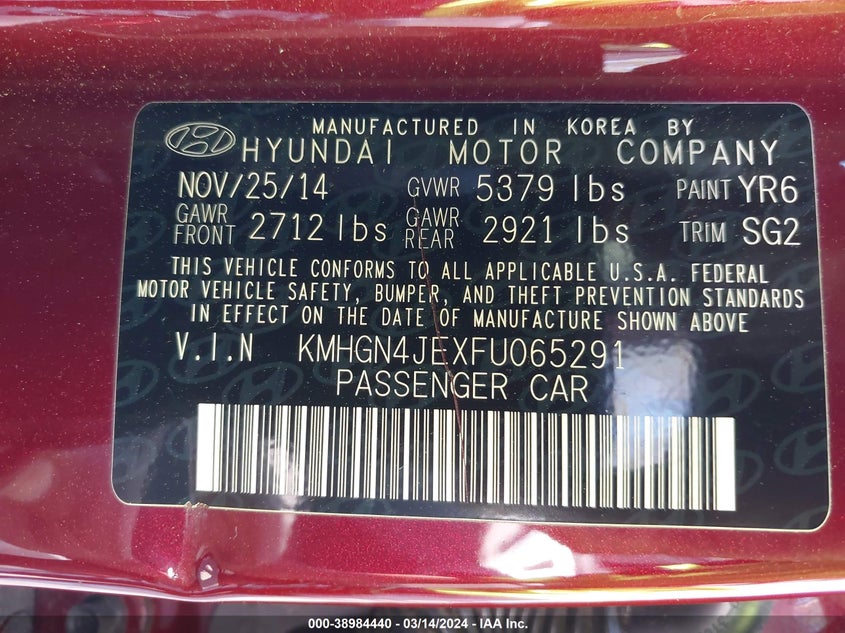 MANUFACTURED IN KOREA BY
HYUNDAI MOTOR COMPANY
NOV/25/14 GVWR 5379 lbs PAINT YR6
GAWR FRONT 2712 lbs GAWR REAR 2921 lbs TRIM SG2
THIS VEHICLE CONFORMS TO ALL APPLICABLE U.S.A. FEDERAL
MOTOR VEHICLE SAFETY, BUMPER, AND THEFT PREVENTION STANDARDS
IN EFFECT ON THE DATE OF MANUFACTURE SHOWN ABOVE
V.I.N KMHGN4JEXFU065291
PASSENGER CAR
000-38984440 - 03/14/2024 - IAA Inc.